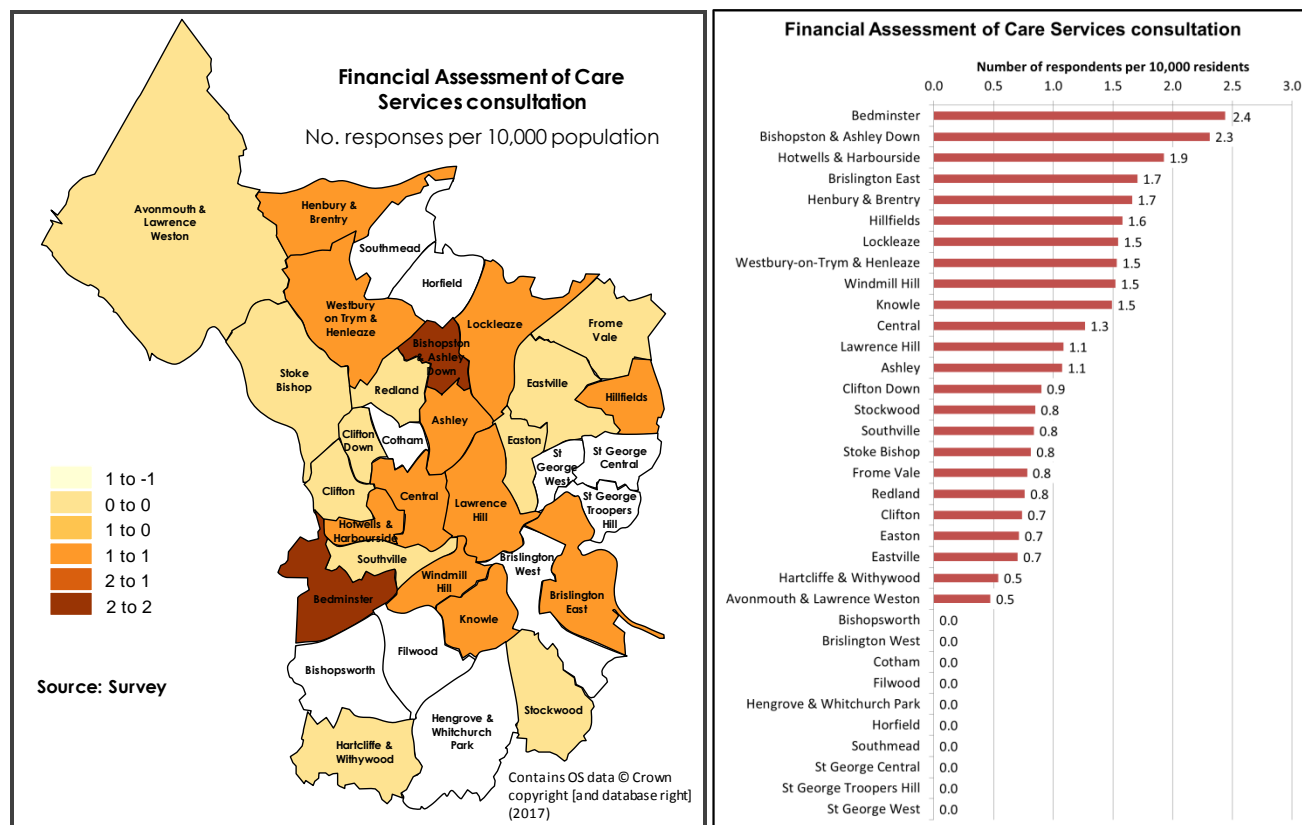 Financial Assessment of Care
Services consultation
No. responses per 10,000 population
Avonmouth &
Lawrence
Weston
Henbury &
Brentry
Southmead
Horfield
Westbury
on Trym &
Henleaze
Lockleaze
Frome
Vale
Bishopston
& Ashley
Down
Stoke
Bishop
Redland
Eastville
Hillfields
Ashley
Clifton
Down
Cotham
Easton
St
George
West
St George
Central
St George
Troopers
Hill
Clifton
Central
Lawrence
Hill
Hotwells &
Harbourside
Southville
Brislington
West
Windmill
Hill
Bedminster
Brislington
East
Knowle
Filwood
Bishopsworth
Stockwood
Hengrove &
Whitchurch
Park
Hartcliffe &
Withywood
1 to -1
0 to 0
1 to 0
1 to 1
2 to 1
2 to 2
Source: Survey
Contains OS data © Crown
copyright [and database right]
(2017)
Financial Assessment of Care Services consultation
Number of respondents per 10,000 residents
0.0 0.5 1.0 1.5 2.0 2.5 3.0
Bedminster 2.4
Bishopston & Ashley Down 2.3
Hotwells & Harbourside 1.9
Brislington East 1.7
Henbury & Brentry 1.7
Hillfields 1.6
Lockleaze 1.5
Westbury-on-Trym & Henleaze 1.5
Windmill Hill 1.5
Knowle 1.5
Central 1.3
Lawrence Hill 1.1
Ashley 1.1
Clifton Down 0.9
Stockwood 0.8
Southville 0.8
Stoke Bishop 0.8
Frome Vale 0.8
Redland 0.8
Clifton 0.7
Easton 0.7
Eastville 0.7
Hartcliffe & Withywood 0.5
Avonmouth & Lawrence Weston 0.5
Bishopsworth 0.0
Brislington West 0.0
Cotham 0.0
Filwood 0.0
Hengrove & Whitchurch Park 0.0
Horfield 0.0
Southmead 0.0
St George Central 0.0
St George Troopers Hill 0.0
St George West 0.0